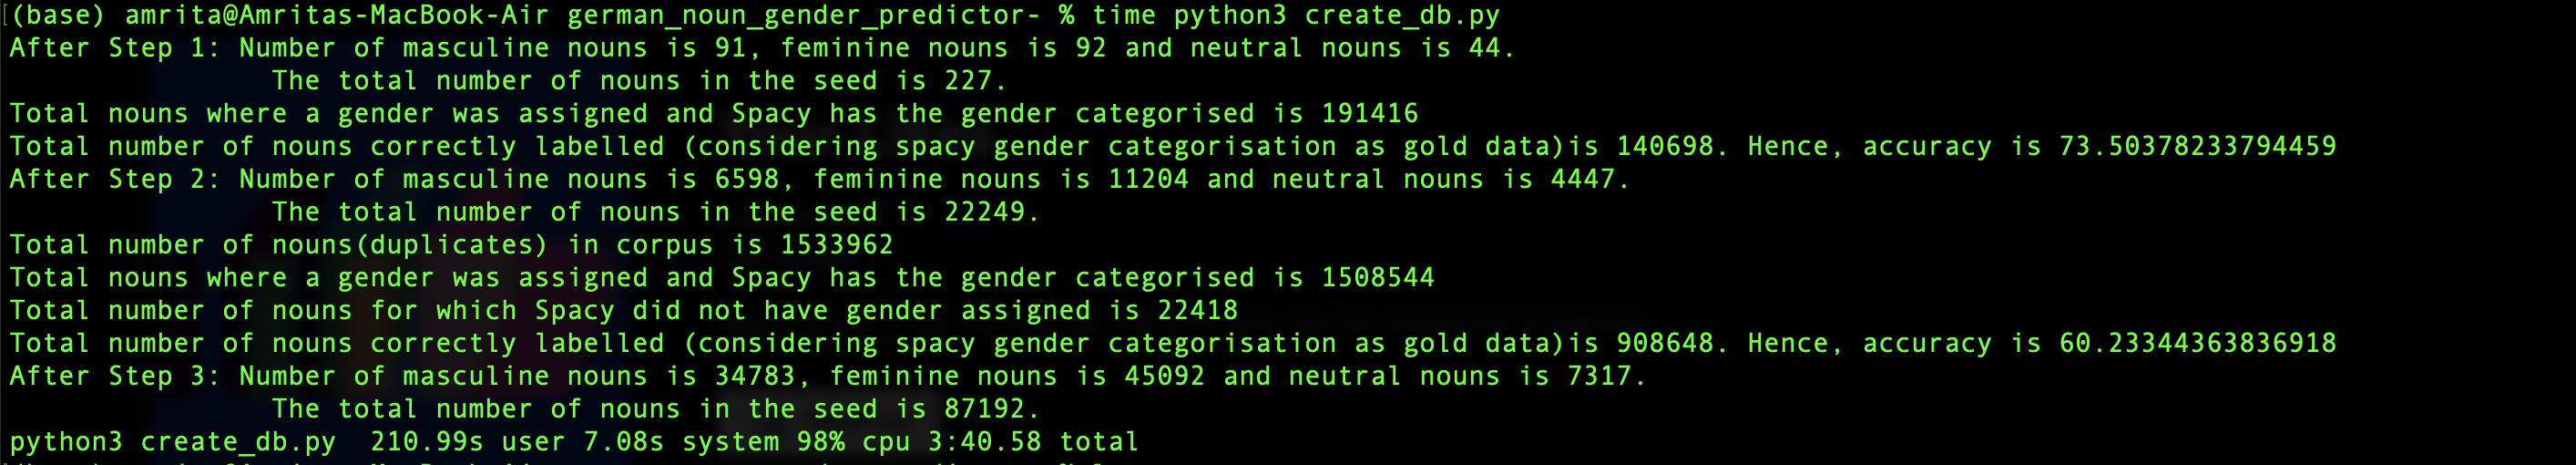 [(base) amrita@Amritas-MacBook-Air german_noun_gender_predictor- % time python3 create_db.py
After Step 1: Number of masculine nouns is 91, feminine nouns is 92 and neutral nouns is 44.
The total number of nouns in the seed is 227.
Total nouns where a gender was assigned and Spacy has the gender categorised is 191416
Total number of nouns correctly labelled (considering spacy gender categorisation as gold data)is 140698. Hence, accuracy is 73.50378233794459
After Step 2: Number of masculine nouns is 6598, feminine nouns is 11204 and neutral nouns is 4447.
The total number of nouns in the seed is 22249.
Total number of nouns(duplicates) in corpus is 1533962
Total nouns where a gender was assigned and Spacy has the gender categorised is 1508544
Total number of nouns for which Spacy did not have gender assigned is 22418
Total number of nouns correctly labelled (considering spacy gender categorisation as gold data)is 908648. Hence, accuracy is 60.23344363836918
After Step 3: Number of masculine nouns is 34783, feminine nouns is 45092 and neutral nouns is 7317.
The total number of nouns in the seed is 87192.
python3 create_db.py  210.99s user 7.08s system 98% cpu 3:40.58 total